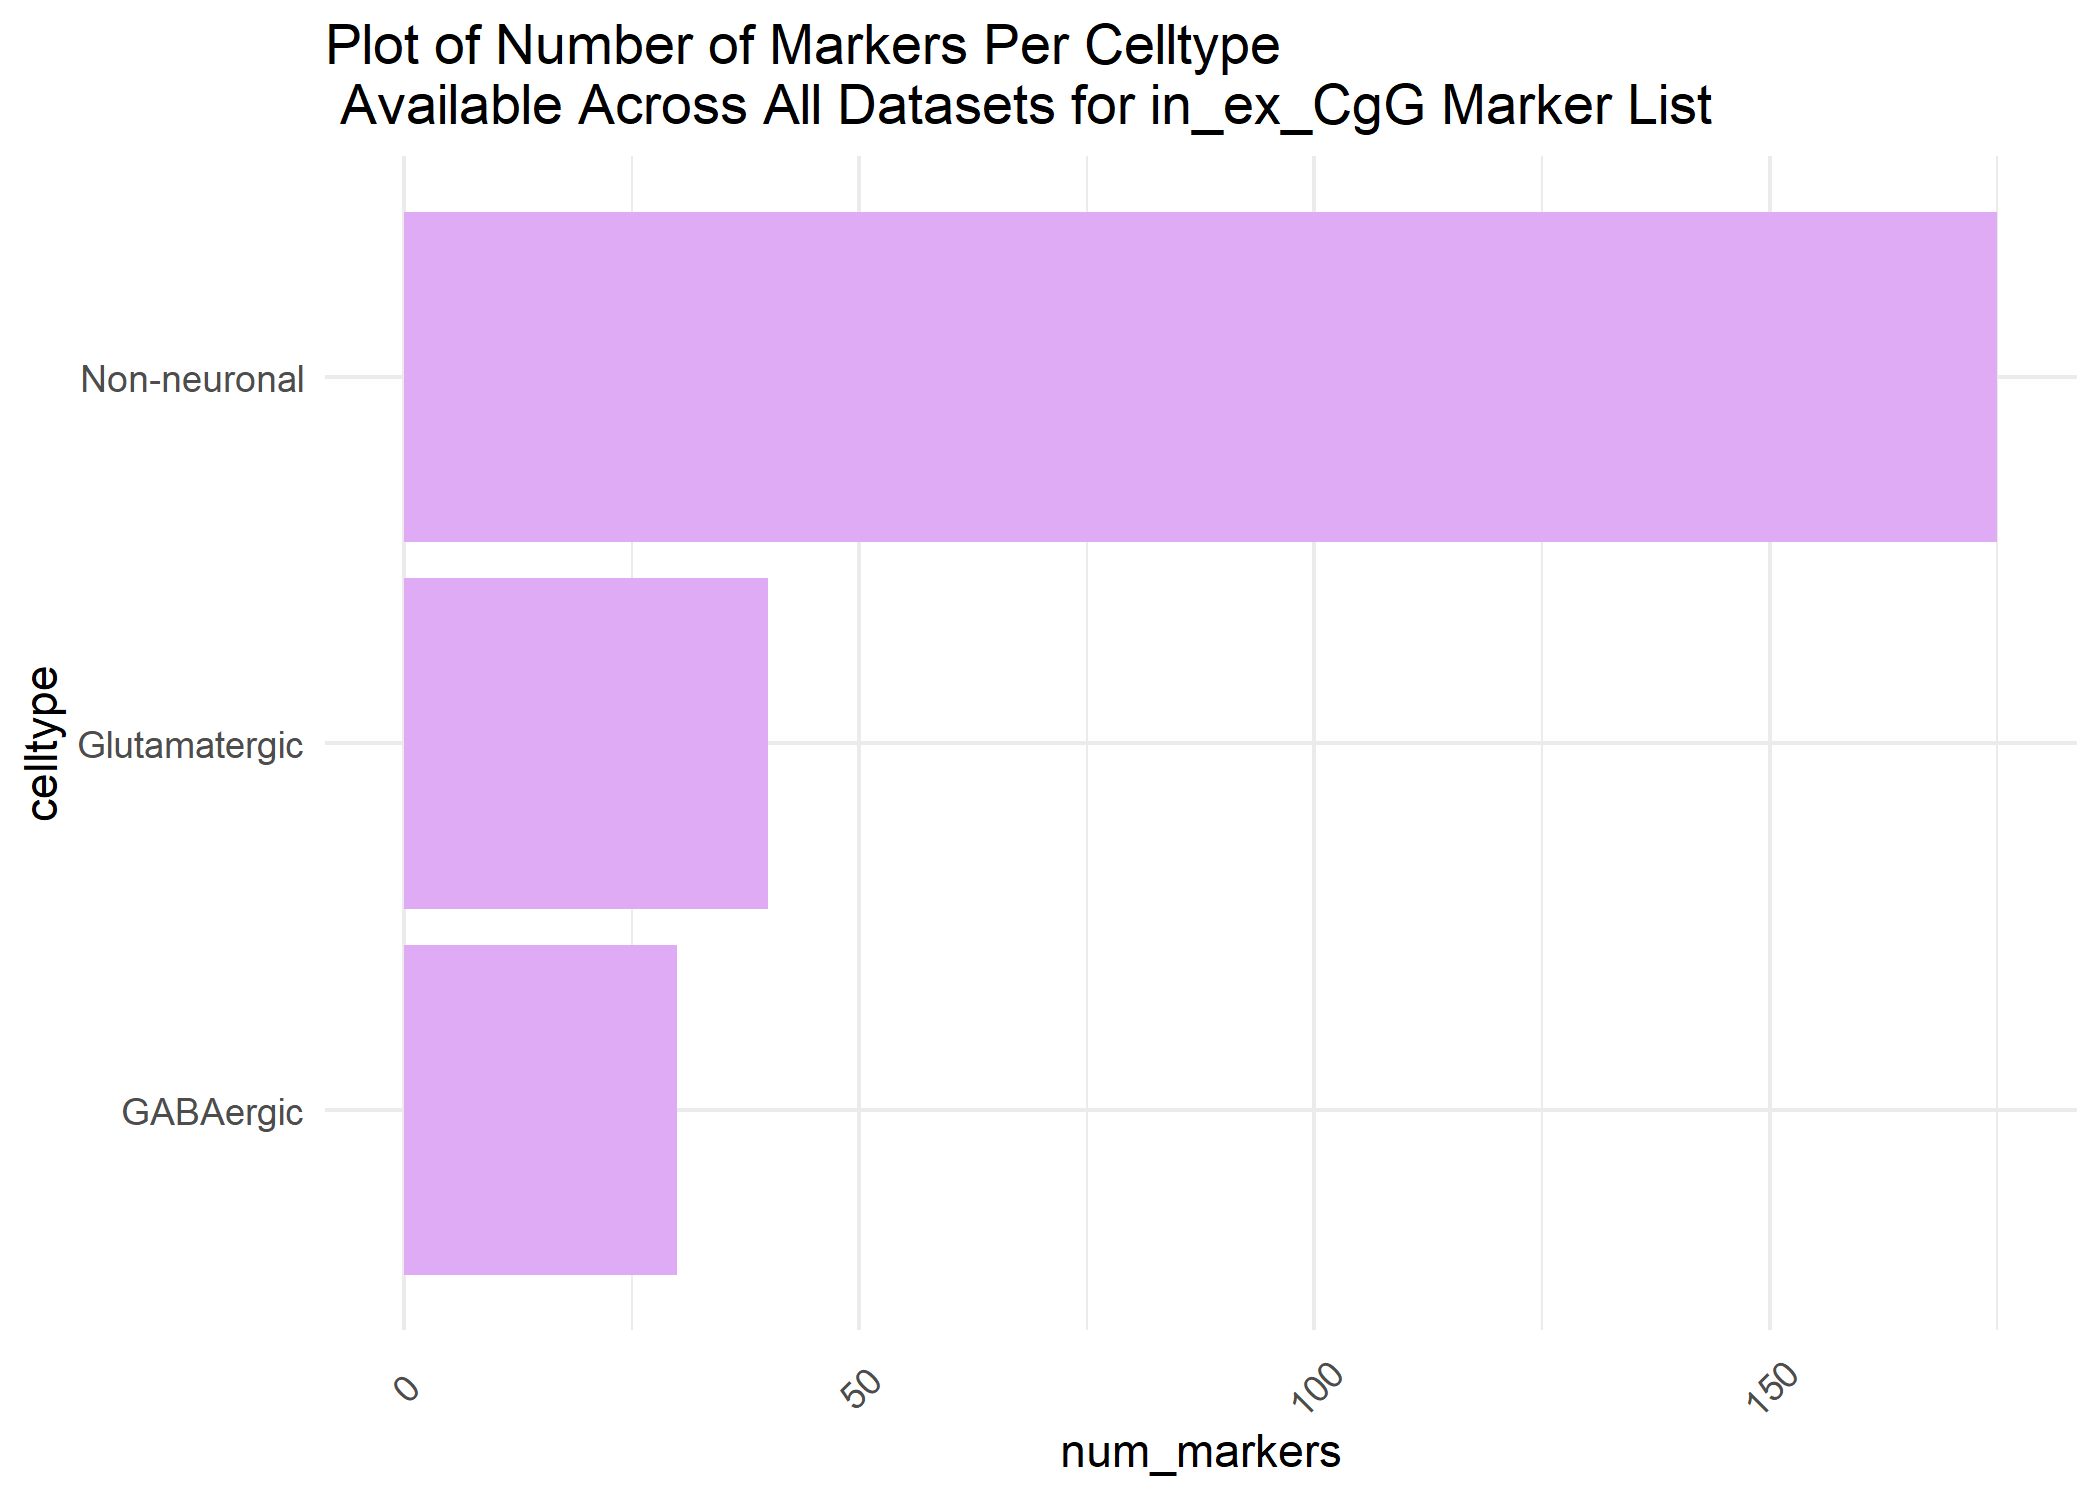 Plot of Number of Markers Per Celltype
Available Across All Datasets for in_ex_CgG Marker List
Non-neuronal
Glutamatergic
GABAergic
celltype
0
50
100
150
num_markers